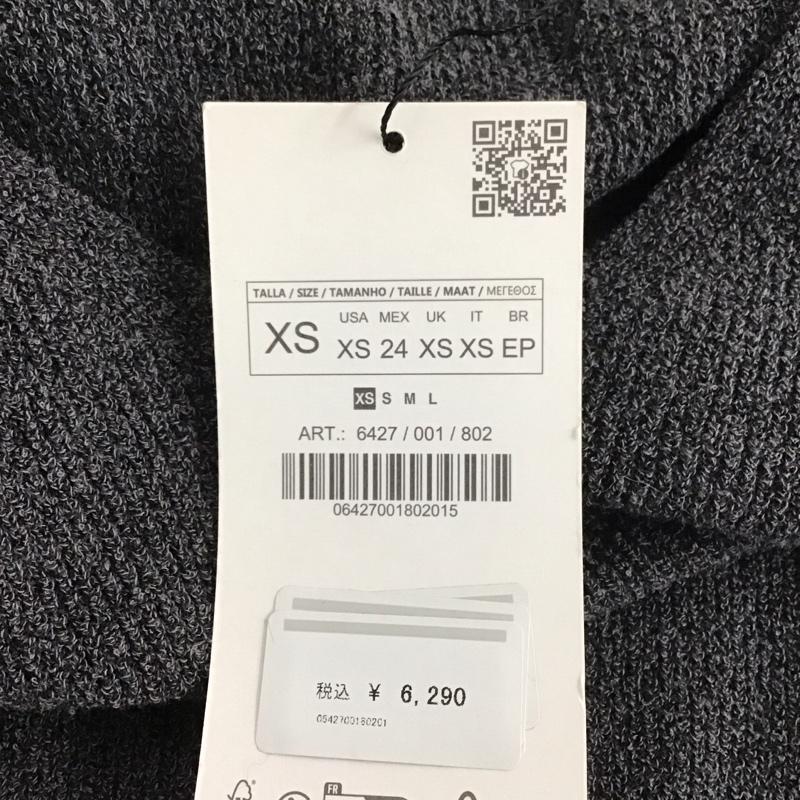 TALLA / SIZE / TAMANHO / TAILLE / MAAT / ΜΕΓΕΘΟΣ
USA MEX UK IT BR
XS XS 24 XS XS EP
XS S M L
ART.: 6427 / 001 / 802
06427001802015
税込 ¥ 6,290
0642700180201
FR